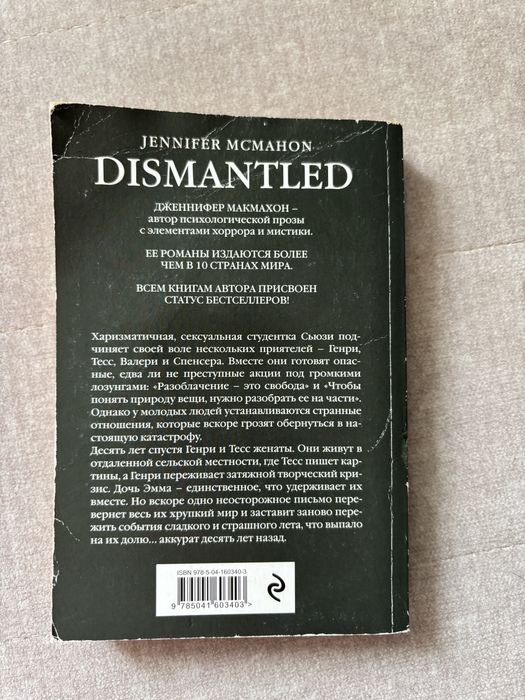 JENNIFER MCMAHON
DISMANTLED
ДЖЕННИФЕР МАКМАХОН –
автор психологической прозы
с элементами хоррора и мистики.
ЕЕ РОМАНЫ ИЗДАЮТСЯ БОЛЕЕ
ЧЕМ В 10 СТРАНАХ МИРА.
ВСЕМ КНИГАМ АВТОРА ПРИСВОЕН
СТАТУС БЕСТСЕЛЛЕРОВ!
Харизматичная, сексуальная студентка Сьюзи под-
чиняет своей воле нескольких приятелей – Генри,
Тесс, Валери и Спенсера. Вместе они готовят опас-
ные, едва ли не преступные акции под громкими
лозунгами: «Разоблачение – это свобода» и «Чтобы
понять природу вещи, нужно разобрать ее на части».
Однако у молодых людей устанавливаются странные
отношения, которые вскоре грозят обернуться в на-
стоящую катастрофу.
Десять лет спустя Генри и Тесс женаты. Они живут в
отдаленной сельской местности, где Тесс пишет кар-
тины, а Генри переживает затяжной творческий кри-
зис. Дочь Эмма – единственное, что удерживает их
вместе. Но вскоре одно неосторожное письмо пере-
вернет весь их хрупкий мир и заставит заново пере-
жить события сладкого и страшного лета, что выпало
на их долю... аккурат десять лет назад.
ISBN 978-5-04-160340-3
9 785041 603403>